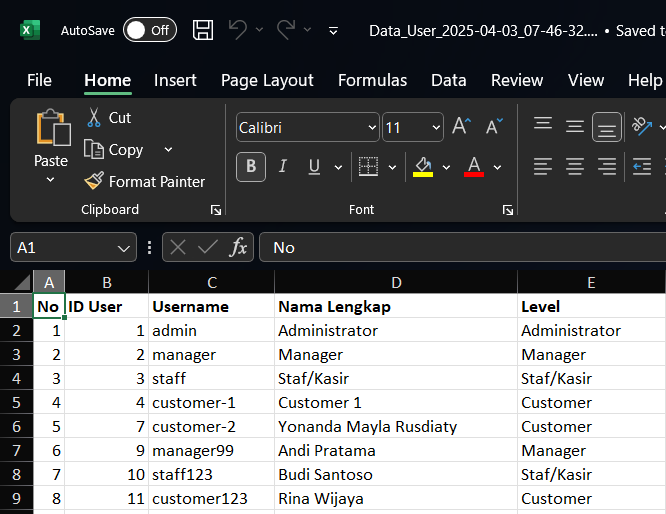 AutoSave Off Data_User_2025-04-03_07-46-32.... • Saved to
File Home Insert Page Layout Formulas Data Review View Help
Paste
Cut
Copy
Format Painter
Clipboard
Calibri 11 A A
B I U A
Font
ab
A1 fx No
A B C D E
1 No ID User Username Nama Lengkap Level
2 1 1 admin Administrator Administrator
3 2 2 manager Manager Manager
4 3 3 staff Staf/Kasir Staf/Kasir
5 4 4 customer-1 Customer 1 Customer
6 5 7 customer-2 Yonanda Mayla Rusdiaty Customer
7 6 9 manager99 Andi Pratama Manager
8 7 10 staff123 Budi Santoso Staf/Kasir
9 8 11 customer123 Rina Wijaya Customer